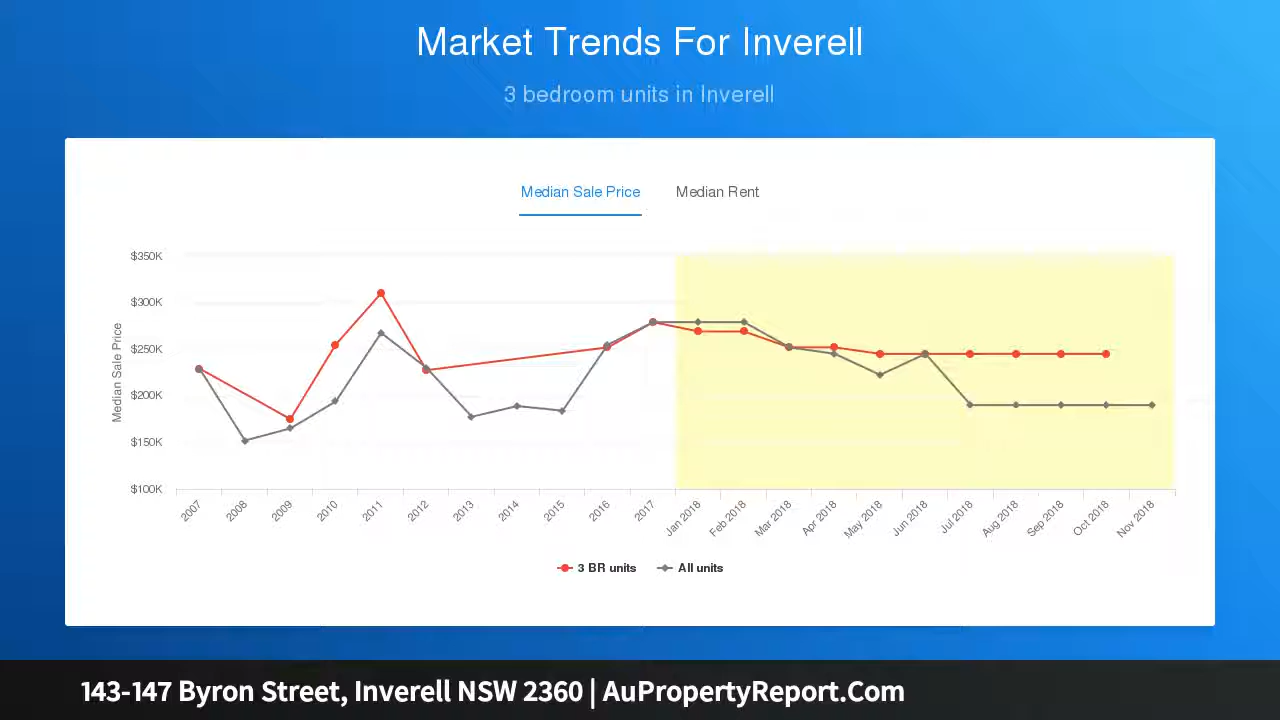 Market Trends For Inverell
3 bedroom units in Inverell
Median Sale Price Median Rent
Median Sale Price
$350K
$300K
$250K
$200K
$150K
$100K
2007 2008 2009 2010 2011 2012 2013 2014 2015 2016 2017 Jan 2018 Feb 2018 Mar 2018 Apr 2018 May 2018 Jun 2018 Jul 2018 Aug 2018 Sep 2018 Oct 2018 Nov 2018
3 BR units All units
143-147 Byron Street, Inverell NSW 2360 | AuPropertyReport.Com